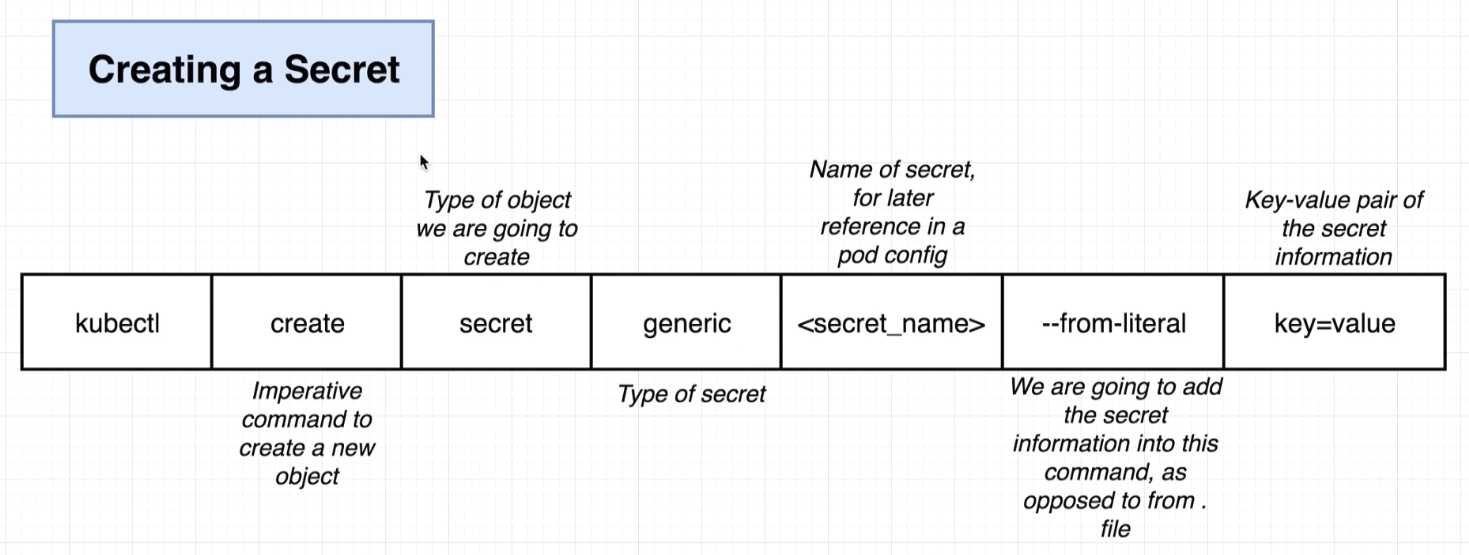 Creating a Secret
Type of object
we are going to
create
Name of secret,
for later
reference in a
pod config
Key-value pair of
the secret
information
kubectl
create
secret
generic
<secret_name>
--from-literal
key=value
Imperative
command to
create a new
object
Type of secret
We are going to add
the secret
information into this
command, as
opposed to from .
file